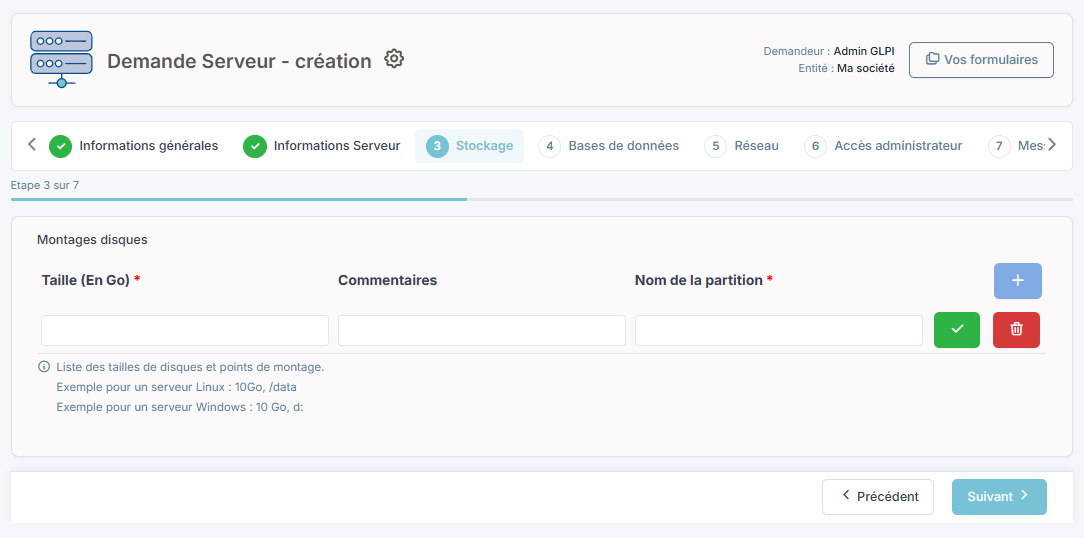 Demande Serveur - création
Demandeur : Admin GLPI
Entité : Ma société
Vos formulaires
Informations générales
Informations Serveur
3 Stockage
4 Bases de données
5 Réseau
6 Accès administrateur
7 Mes
Etape 3 sur 7
Montages disques
Taille (En Go) *
Commentaires
Nom de la partition *
+
Liste des tailles de disques et points de montage.
Exemple pour un serveur Linux : 10Go, /data
Exemple pour un serveur Windows : 10 Go, d:
Précédent
Suivant